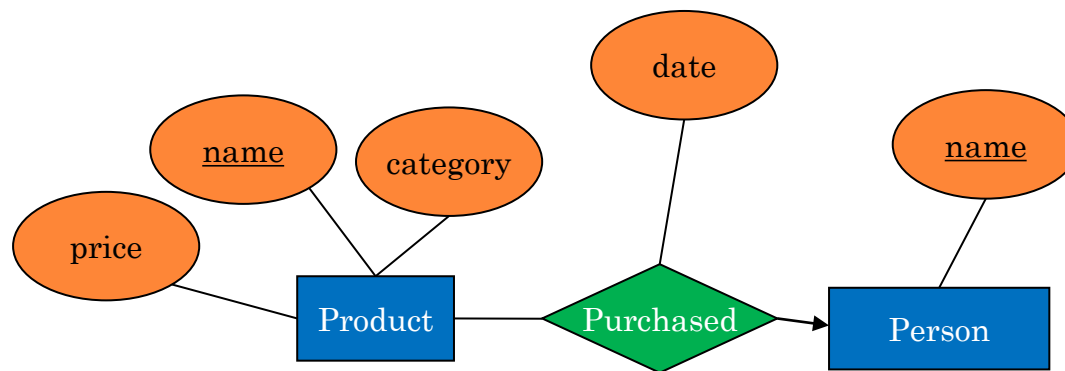 date
name
name
category
price
Product
Purchased
Person